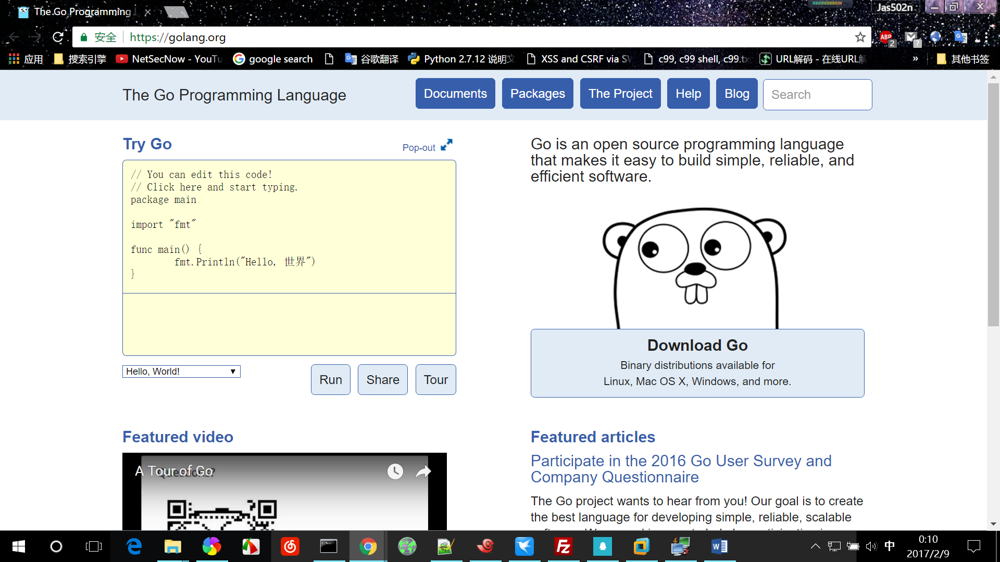 The Go Programming
Jas502n
安全
https://golang.org
ABP
2
?
应用
搜索引擎
NetSecNow - YouTu
google search
谷歌翻译
Python 2.7.12 说明文
XSS and CSRF via SW
c99, c99 shell, c99.tx
URL解码 - 在线URL解
»
其他书签
The Go Programming Language
Documents
Packages
The Project
Help
Blog
Search
Try Go
Pop-out
// You can edit this code!
// Click here and start typing.
package main
import "fmt"
func main() {
fmt.Println("Hello, 世界")
}
Hello, World!
Run
Share
Tour
Go is an open source programming language
that makes it easy to build simple, reliable, and
efficient software.
Download Go
Binary distributions available for
Linux, Mac OS X, Windows, and more.
Featured video
A Tour of Go
Questions?
Featured articles
Participate in the 2016 Go User Survey and
Company Questionnaire
The Go project wants to hear from you! Our goal is to create
the best language for developing simple, reliable, scalable
中
0:10
2017/2/9